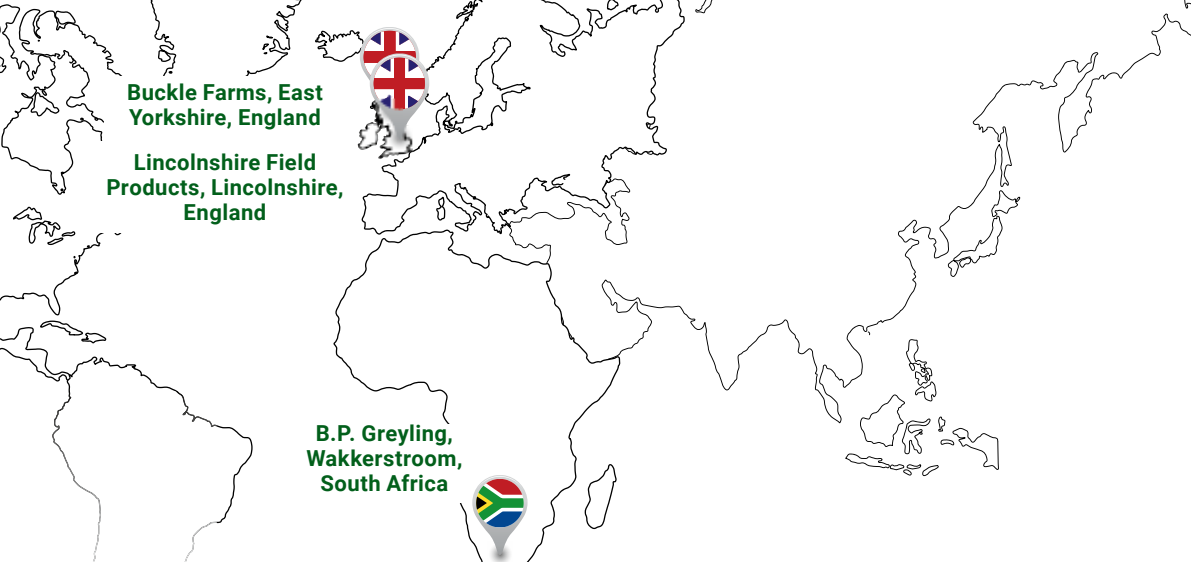 Buckle Farms, East
Yorkshire, England
Lincolnshire Field
Products, Lincolnshire,
England
B.P. Greyling,
Wakkerstroom,
South Africa